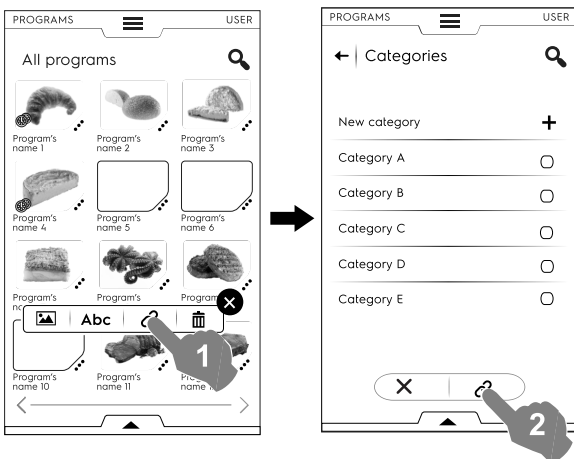 PROGRAMS USER
All programs
Program's name 1
Program's name 2
Program's name 3
Program's name 4
Program's name 5
Program's name 6
Program's
Program's
Program
Abc
1
Program's name 10
Program's name 11
PROGRAMS USER
Categories
New category
Category A
Category B
Category C
Category D
Category E
2